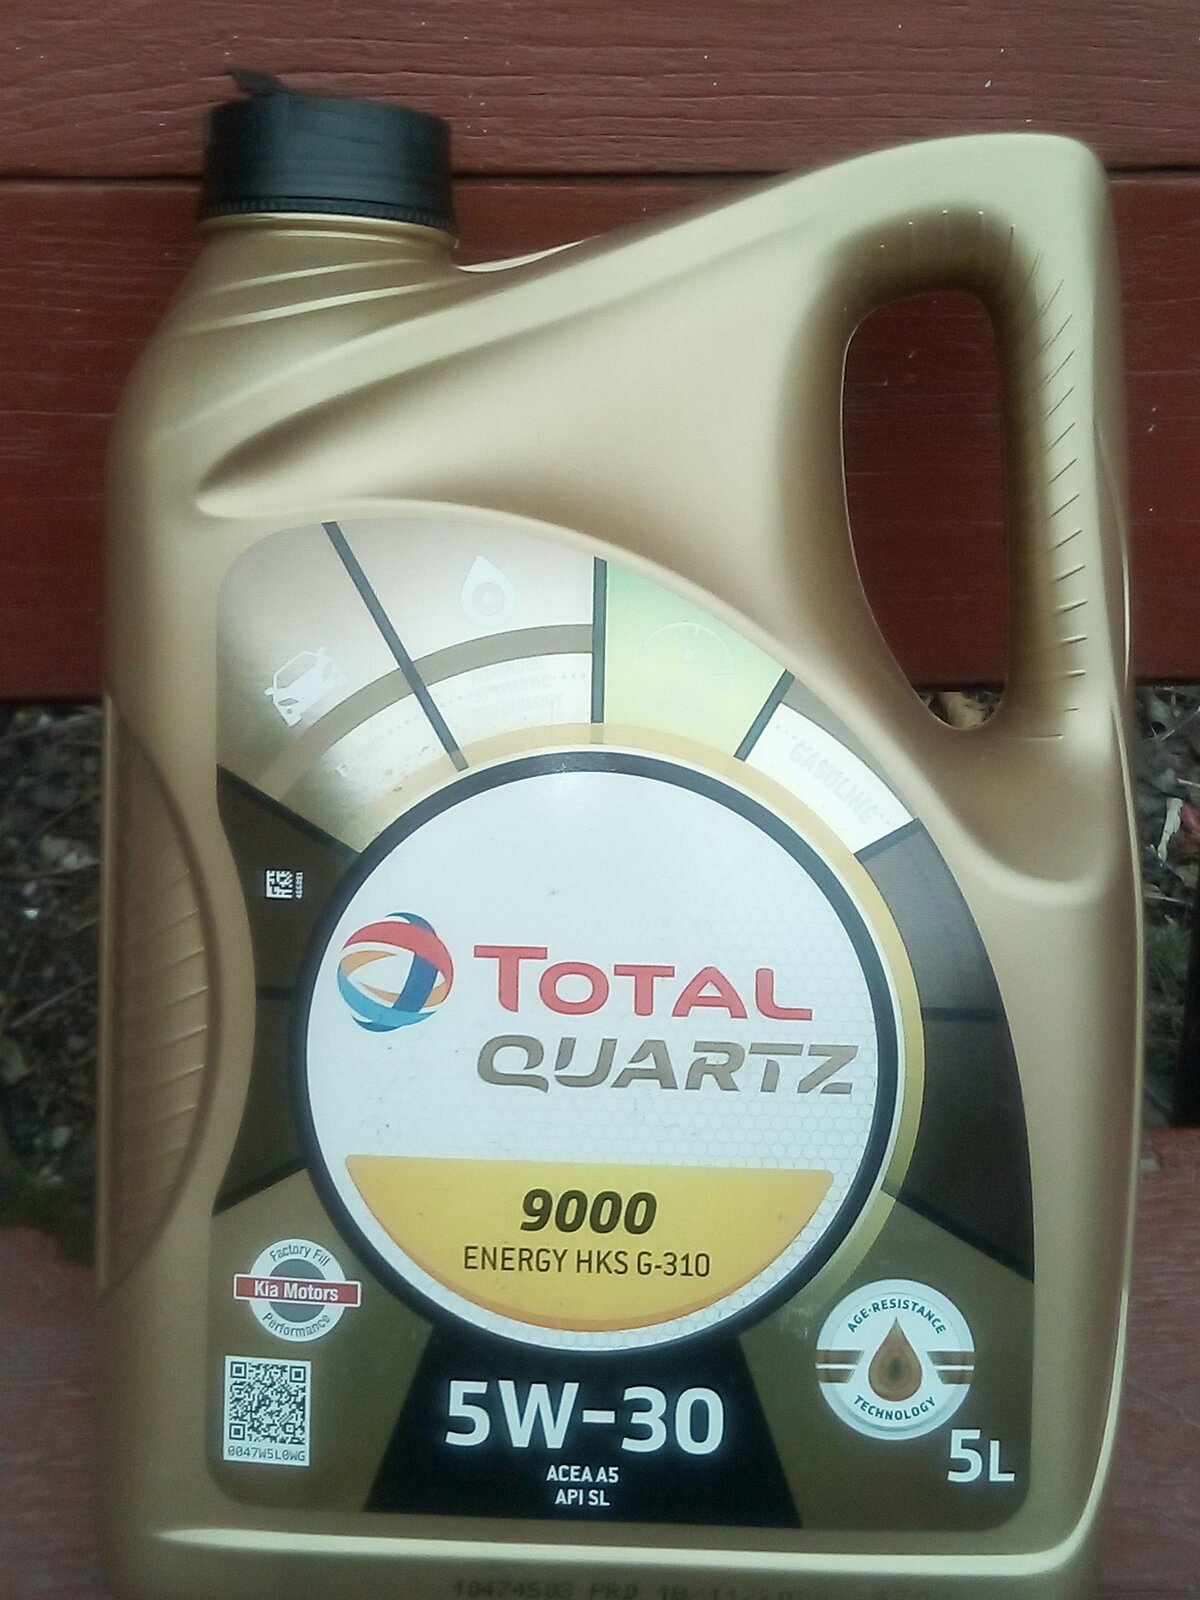 GASOLINE
TOTAL
QUARTZ
9000
ENERGY HKS G-310
Factory Fill
Kia Motors
Performance
AGE-RESISTANCE
TECHNOLOGY
0047W5L0WG
5W-30
5L
ACEA A5
API SL